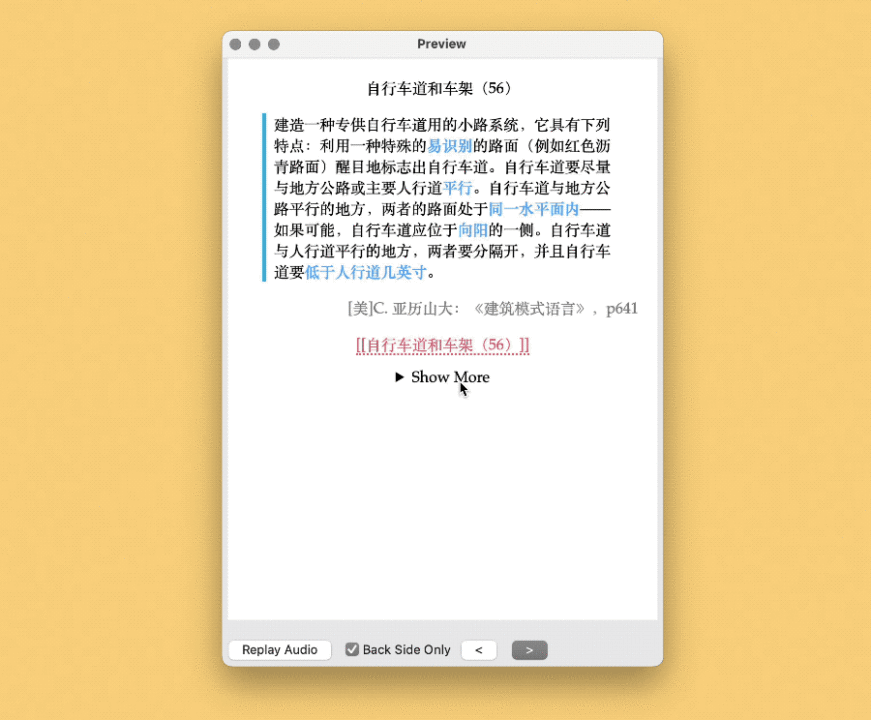 Preview
自行车道和车架（56）
建造一种专供自行车道用的小路系统，它具有下列
特点：利用一种特殊的易识别的路面（例如红色沥
青路面）醒目地标志出自行车道。自行车道要尽量
与地方公路或主要人行道平行。自行车道与地方公
路平行的地方，两者的路面处于同一水平面内——
如果可能，自行车道应位于向阳的一侧。自行车道
与人行道平行的地方，两者要分隔开，并且自行车
道要低于人行道几英寸。
[美]C. 亚历山大：《建筑模式语言》，p641
[[自行车道和车架（56）]]
▶ Show More
Replay Audio Back Side Only < >